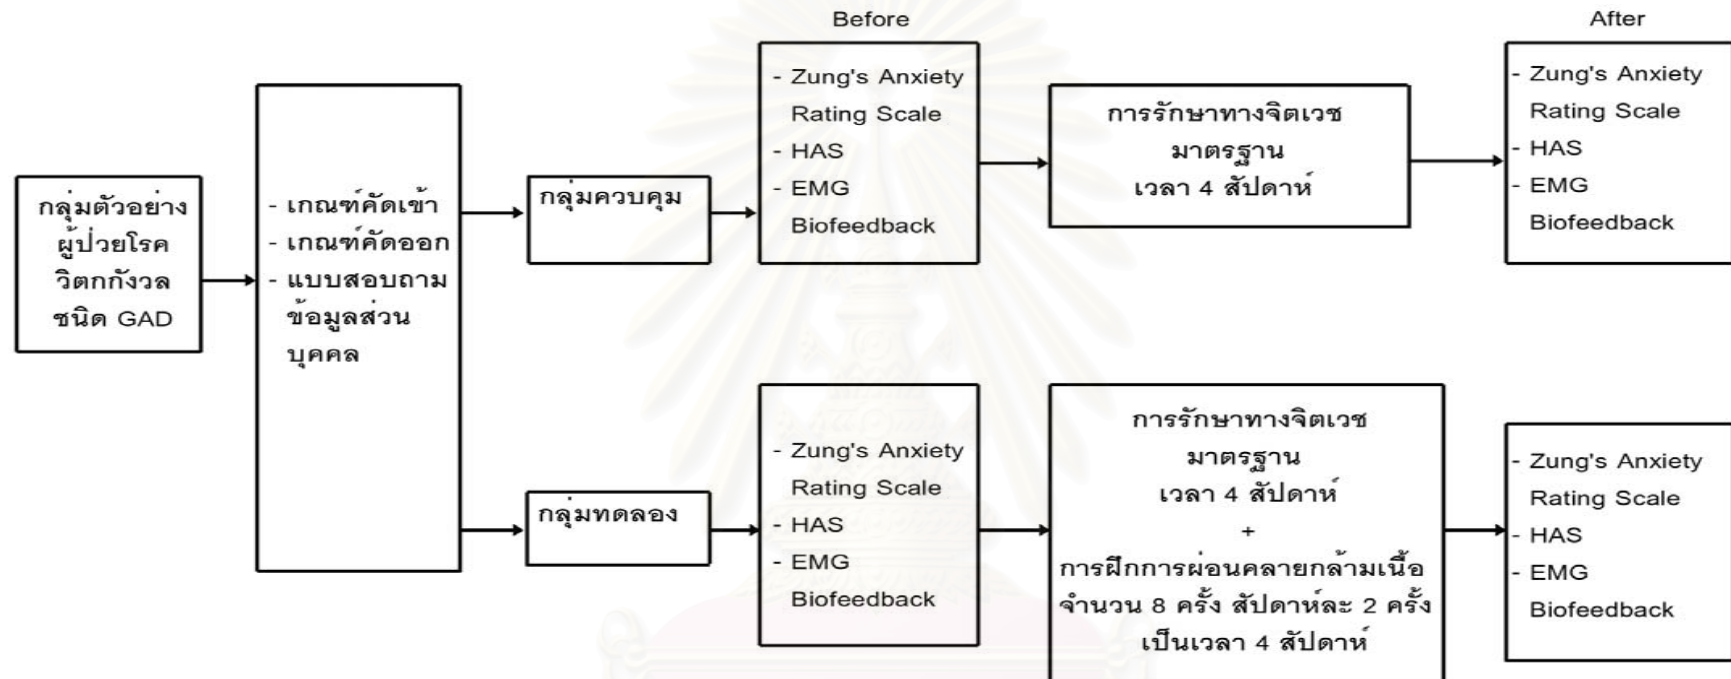 Before
After
กลุ่มตัวอย่าง
ผู้ป่วยโรค
วิตกกังวล
ชนิด GAD
- เกณฑ์คัดเข้า
- เกณฑ์คัดออก
- แบบสอบถาม
ข้อมูลส่วน
บุคคล
กลุ่มควบคุม
- Zung's Anxiety
Rating Scale
- HAS
- EMG
Biofeedback
การรักษาทางจิตเวช
มาตรฐาน
เวลา 4 สัปดาห์
- Zung's Anxiety
Rating Scale
- HAS
- EMG
Biofeedback
กลุ่มทดลอง
- Zung's Anxiety
Rating Scale
- HAS
- EMG
Biofeedback
การรักษาทางจิตเวช
มาตรฐาน
เวลา 4 สัปดาห์
+
การฝึกการผ่อนคลายกล้ามเนื้อ
จำนวน 8 ครั้ง สัปดาห์ละ 2 ครั้ง
เป็นเวลา 4 สัปดาห์
- Zung's Anxiety
Rating Scale
- HAS
- EMG
Biofeedback